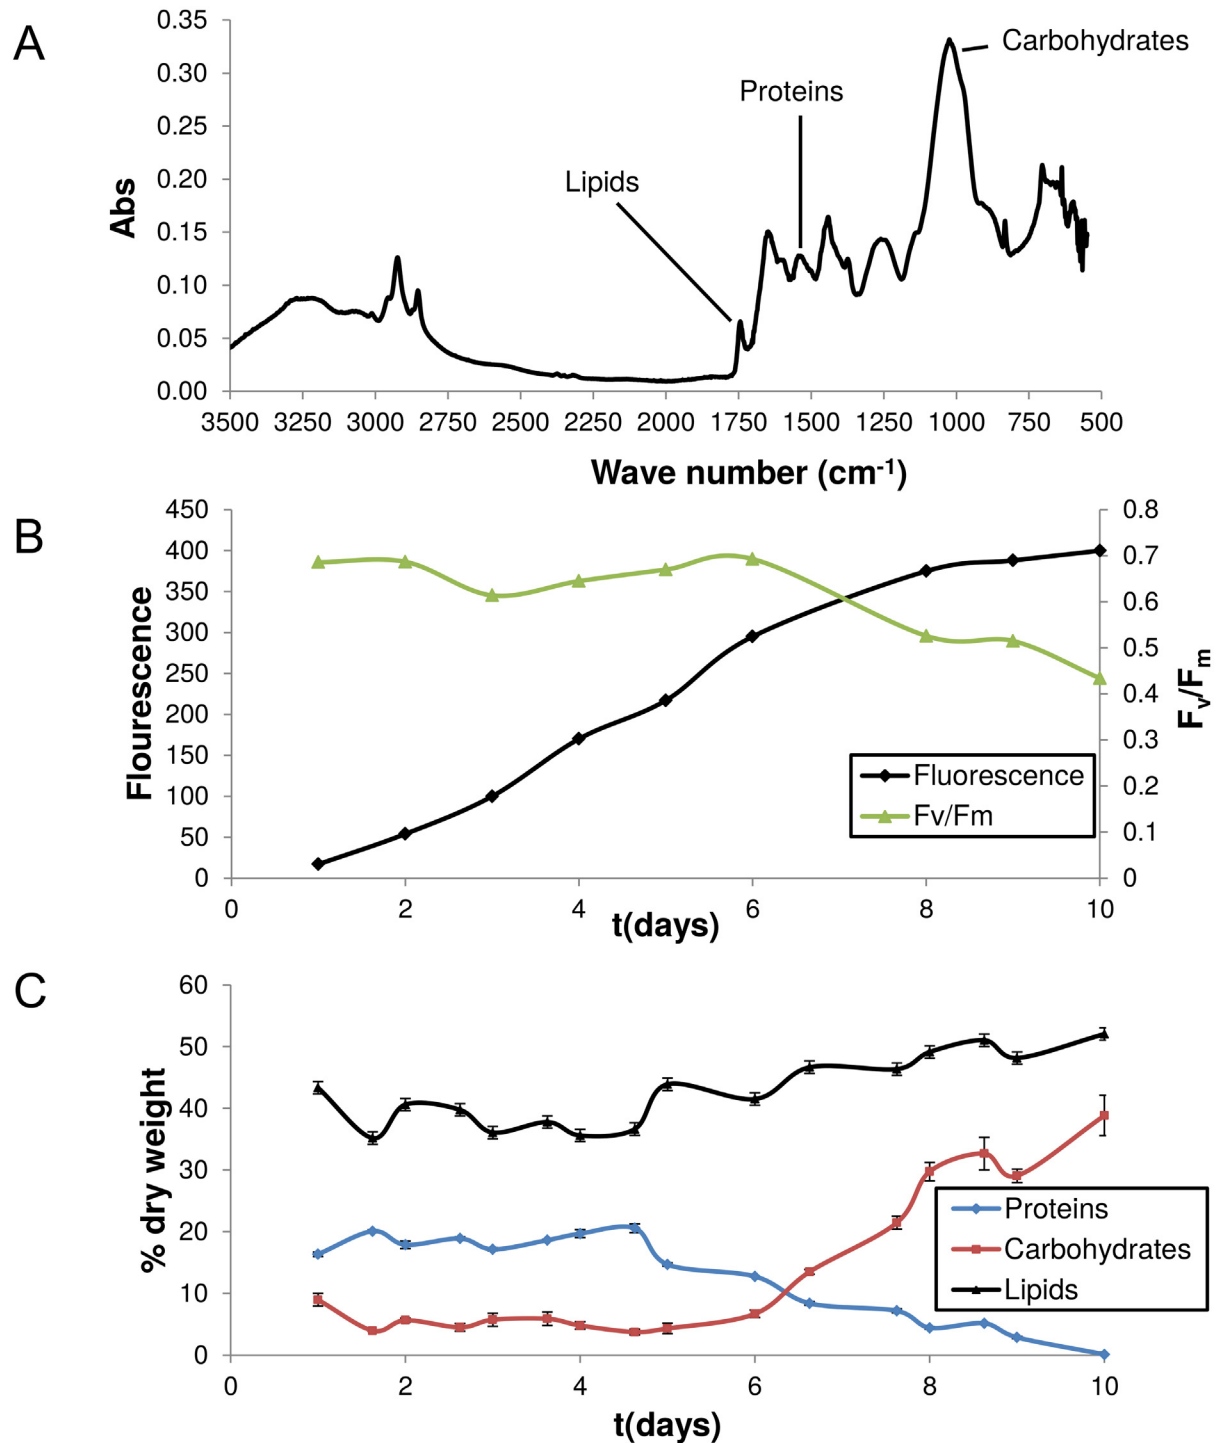 A
0.35
0.30
0.25
0.20
0.15
0.10
0.05
0.00
Abs
Lipids
Proteins
Carbohydrates
3500 3250 3000 2750 2500 2250 2000 1750 1500 1250 1000 750 500
Wave number (cm⁻¹)
B
450
400
350
300
250
200
150
100
50
0
Flourescence
0.8
0.7
0.6
0.5
0.4
0.3
0.2
0.1
0
Fv/Fm
Fluorescence
Fv/Fm
0 2 4 6 8 10
t(days)
C
60
50
40
30
20
10
0
% dry weight
Proteins
Carbohydrates
Lipids
0 2 4 6 8 10
t(days)